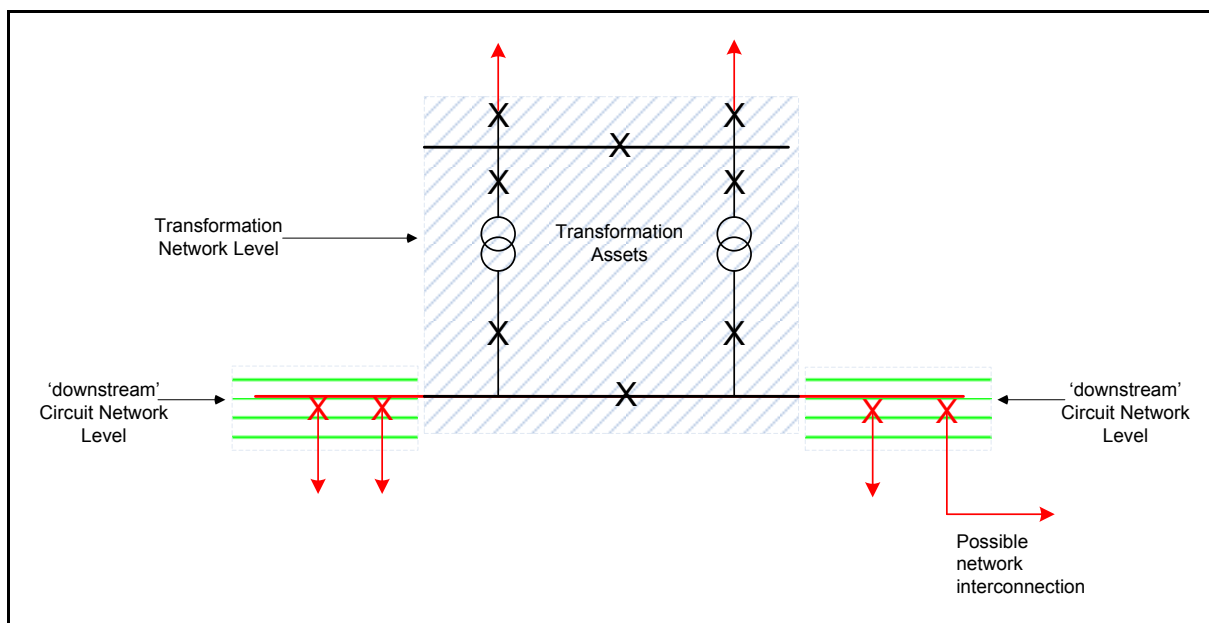 Transformation
Network Level
Transformation
Assets
‘downstream’
Circuit Network
Level
‘downstream’
Circuit Network
Level
Possible
network
interconnection